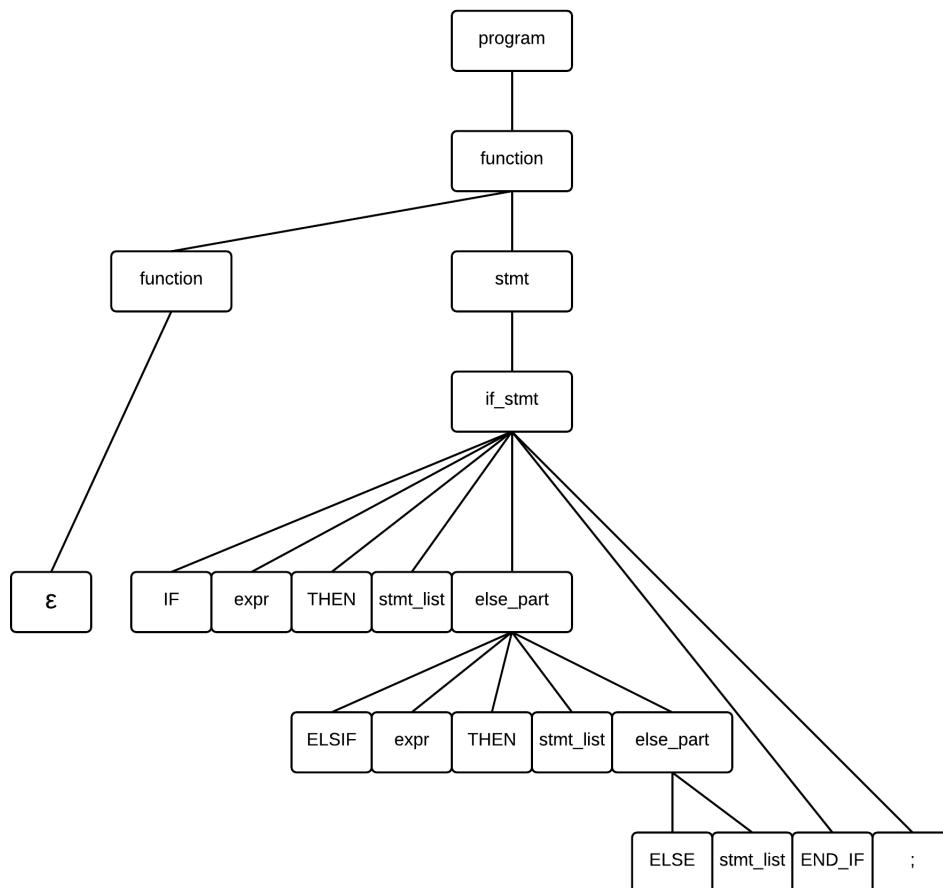 program
function
function
stmt
if_stmt
ε
IF
expr
THEN
stmt_list
else_part
ELSIF
expr
THEN
stmt_list
else_part
ELSE
stmt_list
END_IF
;